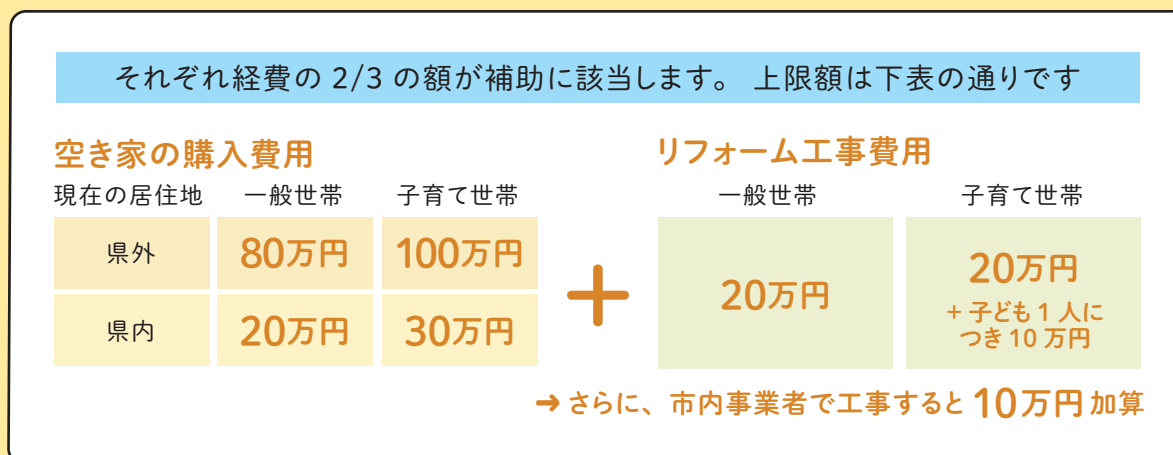 それぞれ経費の 2/3 の額が補助に該当します。 上限額は下表の通りです
空き家の購入費用
現在の居住地 一般世帯 子育て世帯
県外 80万円 100万円
県内 20万円 30万円
＋
リフォーム工事費用
一般世帯 子育て世帯
20万円 20万円
+ 子ども 1 人に
つき 10 万円
→ さらに、市内事業者で工事すると 10万円 加算